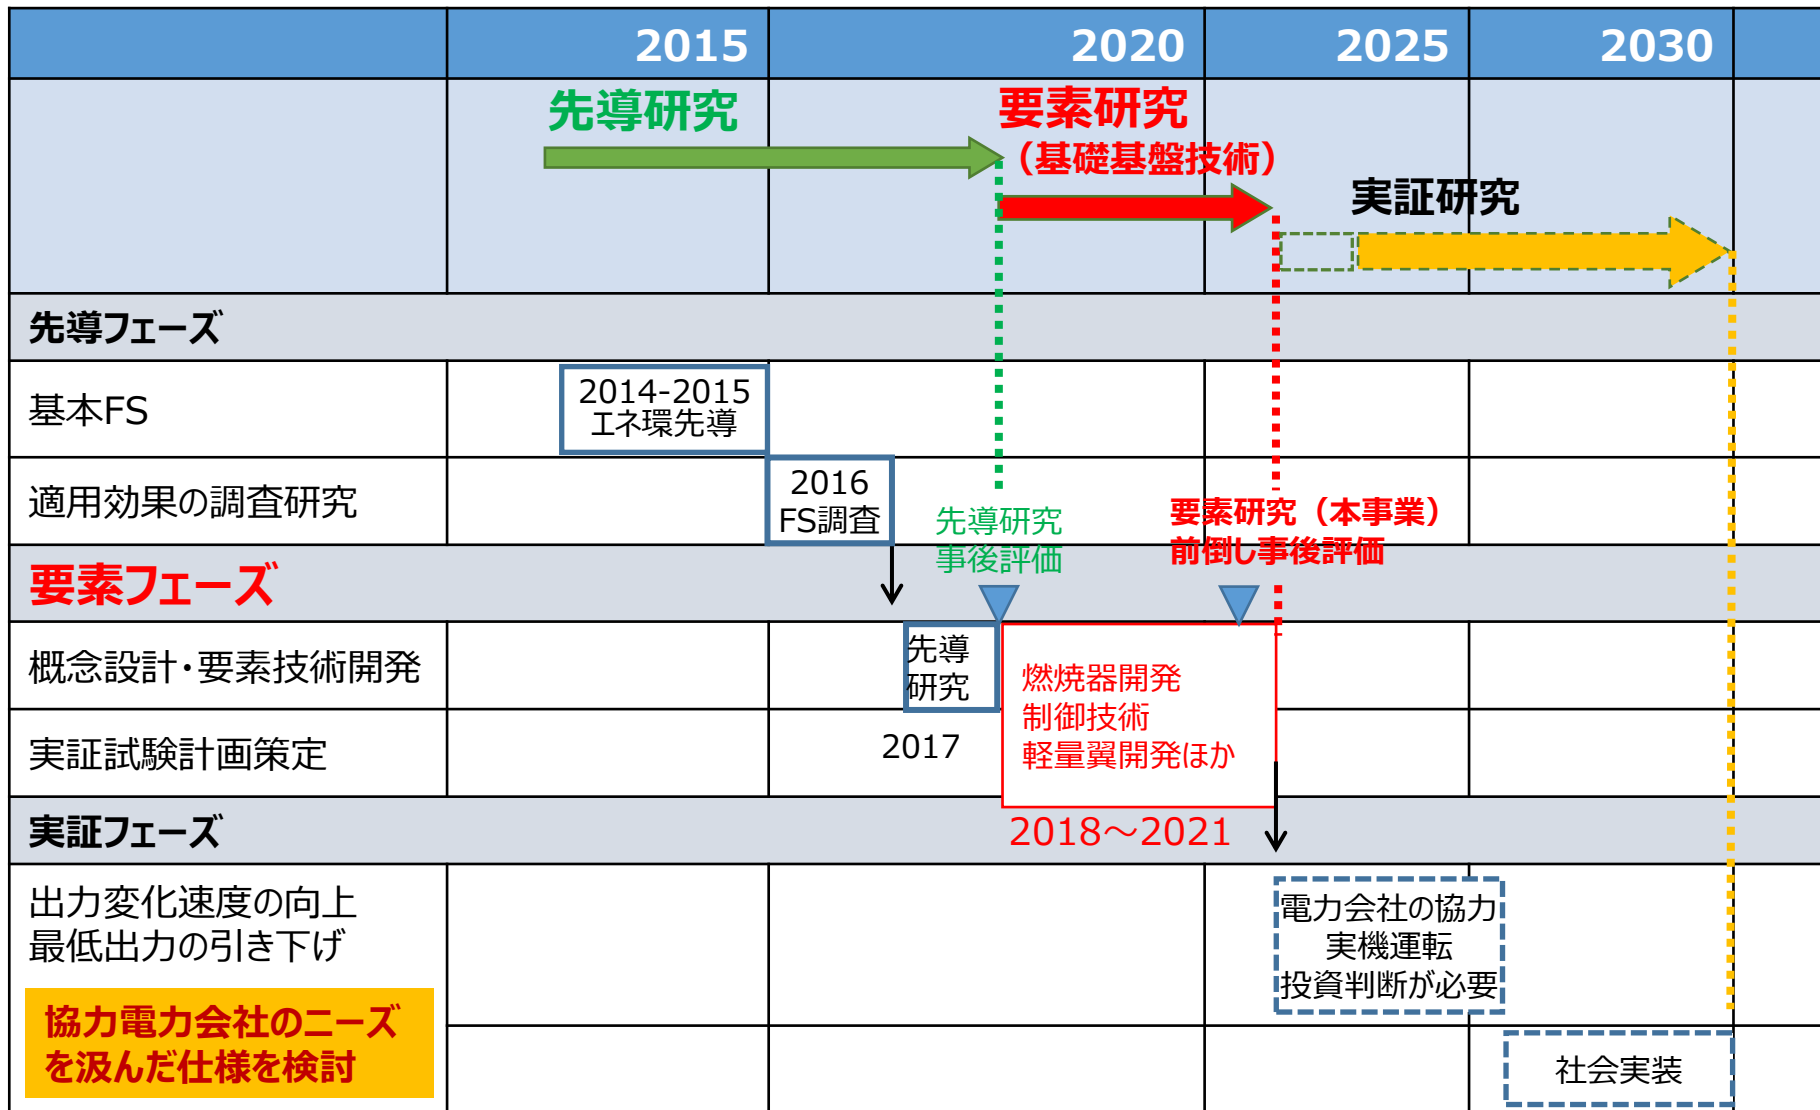 2015
2020
2025
2030
先導研究
要素研究
（基礎基盤技術）
実証研究
先導フェーズ
基本FS
2014-2015
エネ環先導
適用効果の調査研究
2016
FS調査
先導研究
事後評価
要素研究（本事業）
前倒し事後評価
要素フェーズ
概念設計・要素技術開発
先導
研究
燃焼器開発
制御技術
軽量翼開発ほか
実証試験計画策定
2017
実証フェーズ
2018～2021
出力変化速度の向上
最低出力の引き下げ
電力会社の協力
実機運転
投資判断が必要
協力電力会社のニーズ
を汲んだ仕様を検討
社会実装